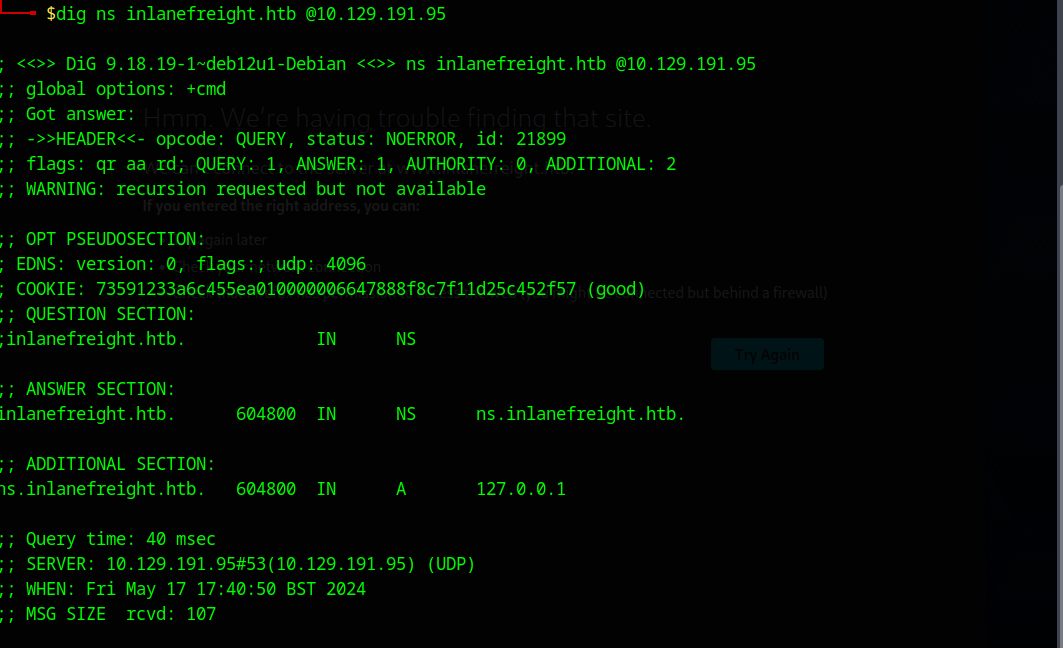 $dig ns inlanefreight.htb @10.129.191.95
; <<>> DiG 9.18.19-1~deb12u1-Debian <<>> ns inlanefreight.htb @10.129.191.95
;; global options: +cmd
;; Got answer:
Hmm. We're having trouble finding that site.
;; ->>HEADER<<- opcode: QUERY, status: NOERROR, id: 21899
;; flags: qr aa rd; QUERY: 1, ANSWER: 1, AUTHORITY: 0, ADDITIONAL: 2
;; WARNING: recursion requested but not available
If you entered the right address, you can:
;; OPT PSEUDOSECTION:
again later
; EDNS: version: 0, flags:; udp: 4096
; COOKIE: 73591233a6c455ea010000006647888f8c7f11d25c452f57 (good)
but behind a firewall)
;; QUESTION SECTION:
;inlanefreight.htb. IN NS
Try Again
;; ANSWER SECTION:
inlanefreight.htb. 604800 IN NS ns.inlanefreight.htb.
;; ADDITIONAL SECTION:
ns.inlanefreight.htb. 604800 IN A 127.0.0.1
;; Query time: 40 msec
;; SERVER: 10.129.191.95#53(10.129.191.95) (UDP)
;; WHEN: Fri May 17 17:40:50 BST 2024
;; MSG SIZE rcvd: 107